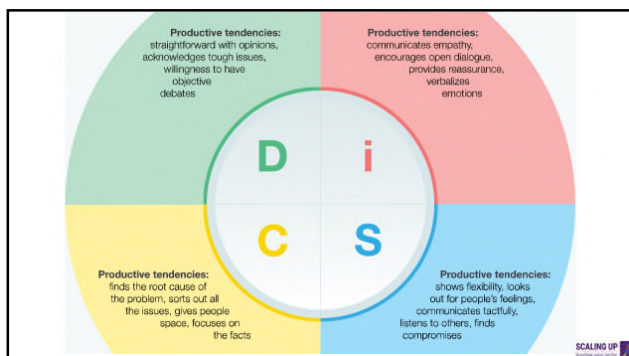 Productive tendencies:
straightforward with opinions,
acknowledges tough issues,
willingness to have
objective
debates
Productive tendencies:
communicates empathy,
encourages open dialogue,
provides reassurance,
verbalizes
emotions
D
i
C
S
Productive tendencies:
finds the root cause of
the problem, sorts out all
the issues, gives people
space, focuses on
the facts
Productive tendencies:
shows flexibility, looks
out for people's feelings,
communicates tactfully,
listens to others, finds
compromises
SCALING UP